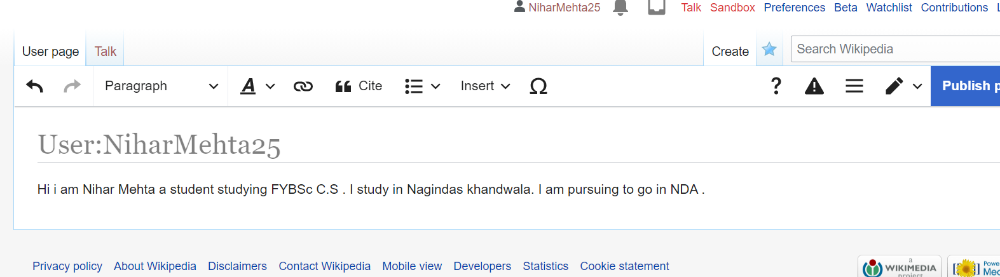 NiharMehta25 Talk Sandbox Preferences Beta Watchlist Contributions
User page Talk Create Search Wikipedia
Paragraph A Cite Insert Ω ? Publish
User:NiharMehta25
Hi i am Nihar Mehta a student studying FYBSc C.S . I study in Nagindas khandwala. I am pursuing to go in NDA .
Privacy policy About Wikipedia Disclaimers Contact Wikipedia Mobile view Developers Statistics Cookie statement
a
WIKIMEDIA
project